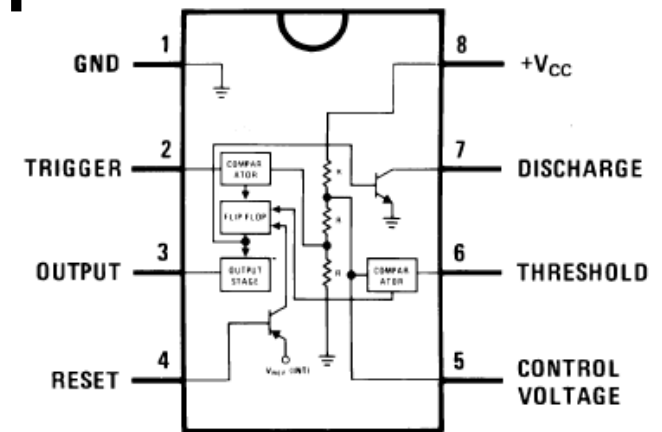 1
GND
8
+VCC
2
TRIGGER
COMPAR
ATOR
R
7
DISCHARGE
FLIP FLOP
R
3
OUTPUT
OUTPUT
STAGE
R
COMPAR
ATOR
6
THRESHOLD
4
RESET
VREF (INT)
5
CONTROL
VOLTAGE